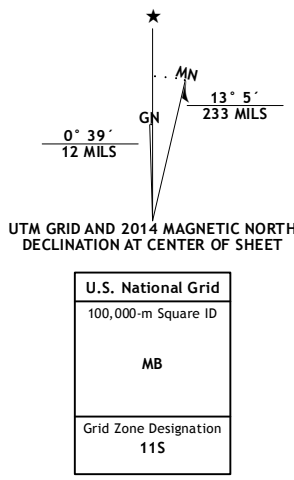 ★
MN
GN
13° 5´
233 MILS
0° 39´
12 MILS
UTM GRID AND 2014 MAGNETIC NORTH
DECLINATION AT CENTER OF SHEET
U.S. National Grid
100,000-m Square ID
MB
Grid Zone Designation
11S